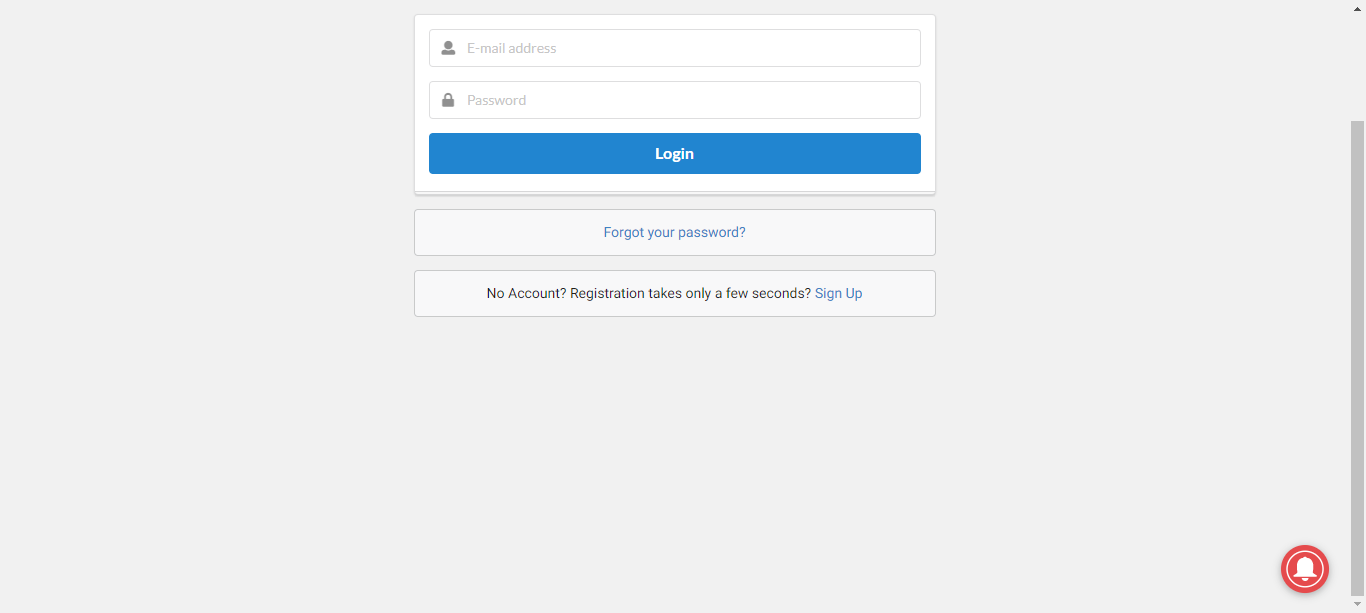 E-mail address
Password
Login
Forgot your password?
No Account? Registration takes only a few seconds? Sign Up